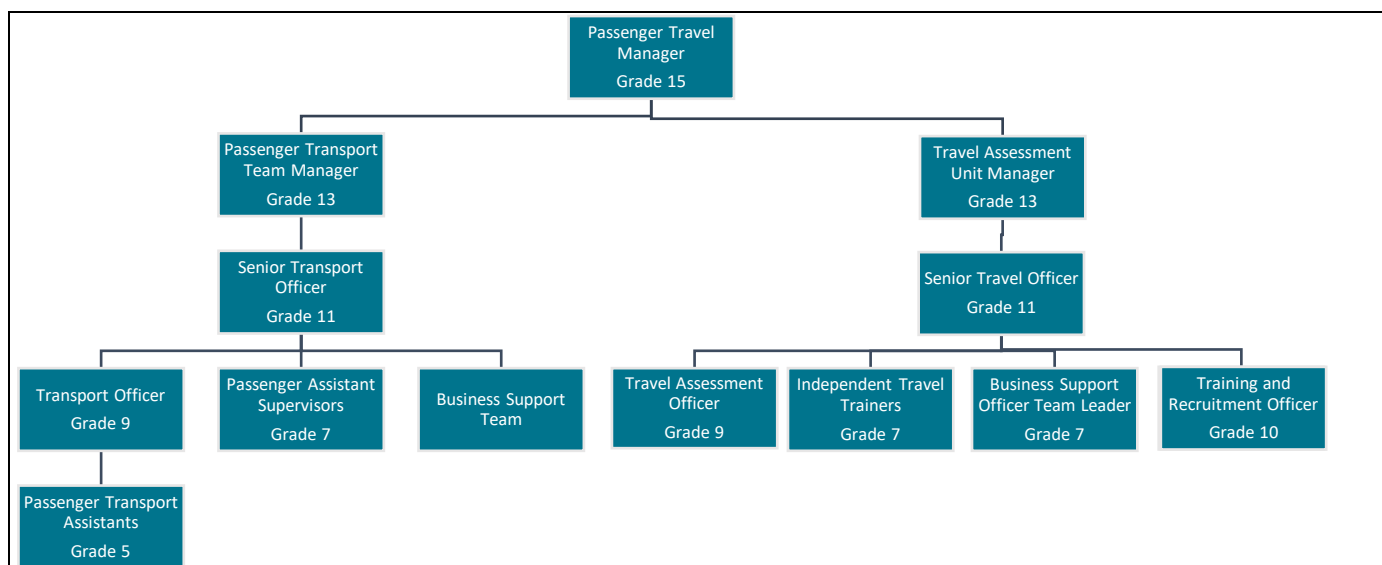 Passenger Travel
Manager
Grade 15
Passenger Transport
Team Manager
Grade 13
Travel Assessment
Unit Manager
Grade 13
Senior Transport
Officer
Grade 11
Senior Travel Officer
Grade 11
Transport Officer
Grade 9
Passenger Assistant
Supervisors
Grade 7
Business Support
Team
Travel Assessment
Officer
Grade 9
Independent Travel
Trainers
Grade 7
Business Support
Officer Team Leader
Grade 7
Training and
Recruitment Officer
Grade 10
Passenger Transport
Assistants
Grade 5